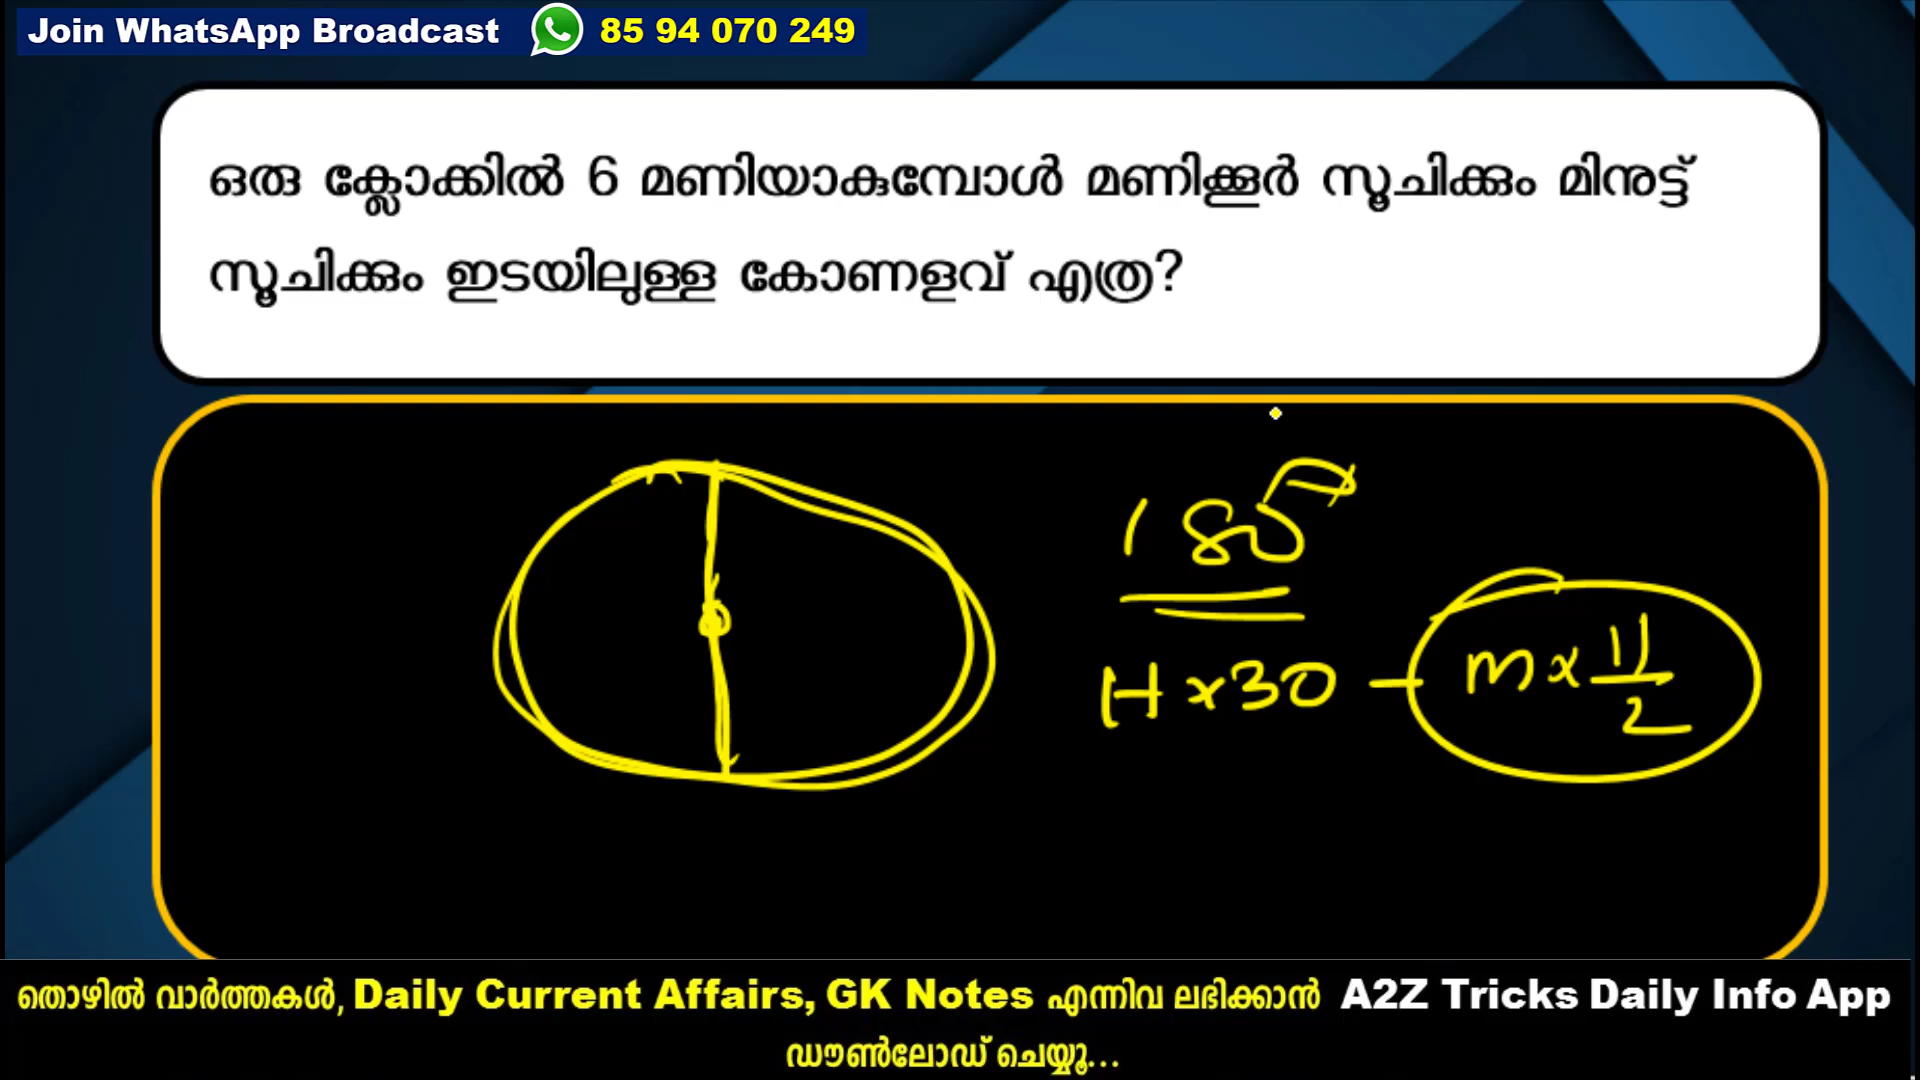 Join WhatsApp Broadcast 85 94 070 249
ഒരു ക്ലോക്കിൽ 6 മണിയാകുമ്പോൾ മണിക്കൂർ സൂചിക്കും മിനുട്ട്
സൂചിക്കും ഇടയിലുള്ള കോണളവ് എത്ര?
180
H × 30 - m × 11/2
തൊഴിൽ വാർത്തകൾ, Daily Current Affairs, GK Notes എന്നിവ ലഭിക്കാൻ A2Z Tricks Daily Info App
ഡൗൺലോഡ് ചെയ്യൂ...